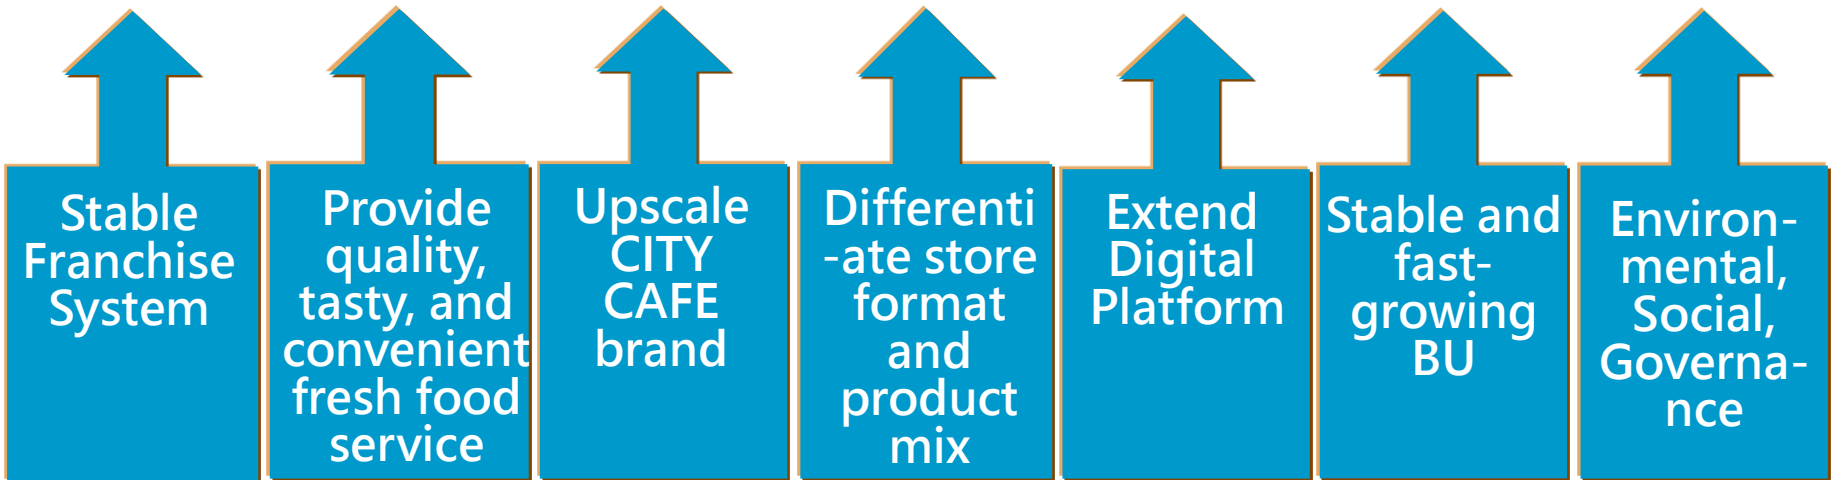 Stable
Franchise
System
Provide
quality,
tasty, and
convenient
fresh food
service
Upscale
CITY
CAFE
brand
Differenti
-ate store
format
and
product
mix
Extend
Digital
Platform
Stable and
fast-
growing
BU
Environ-
mental,
Social,
Governa-
nce